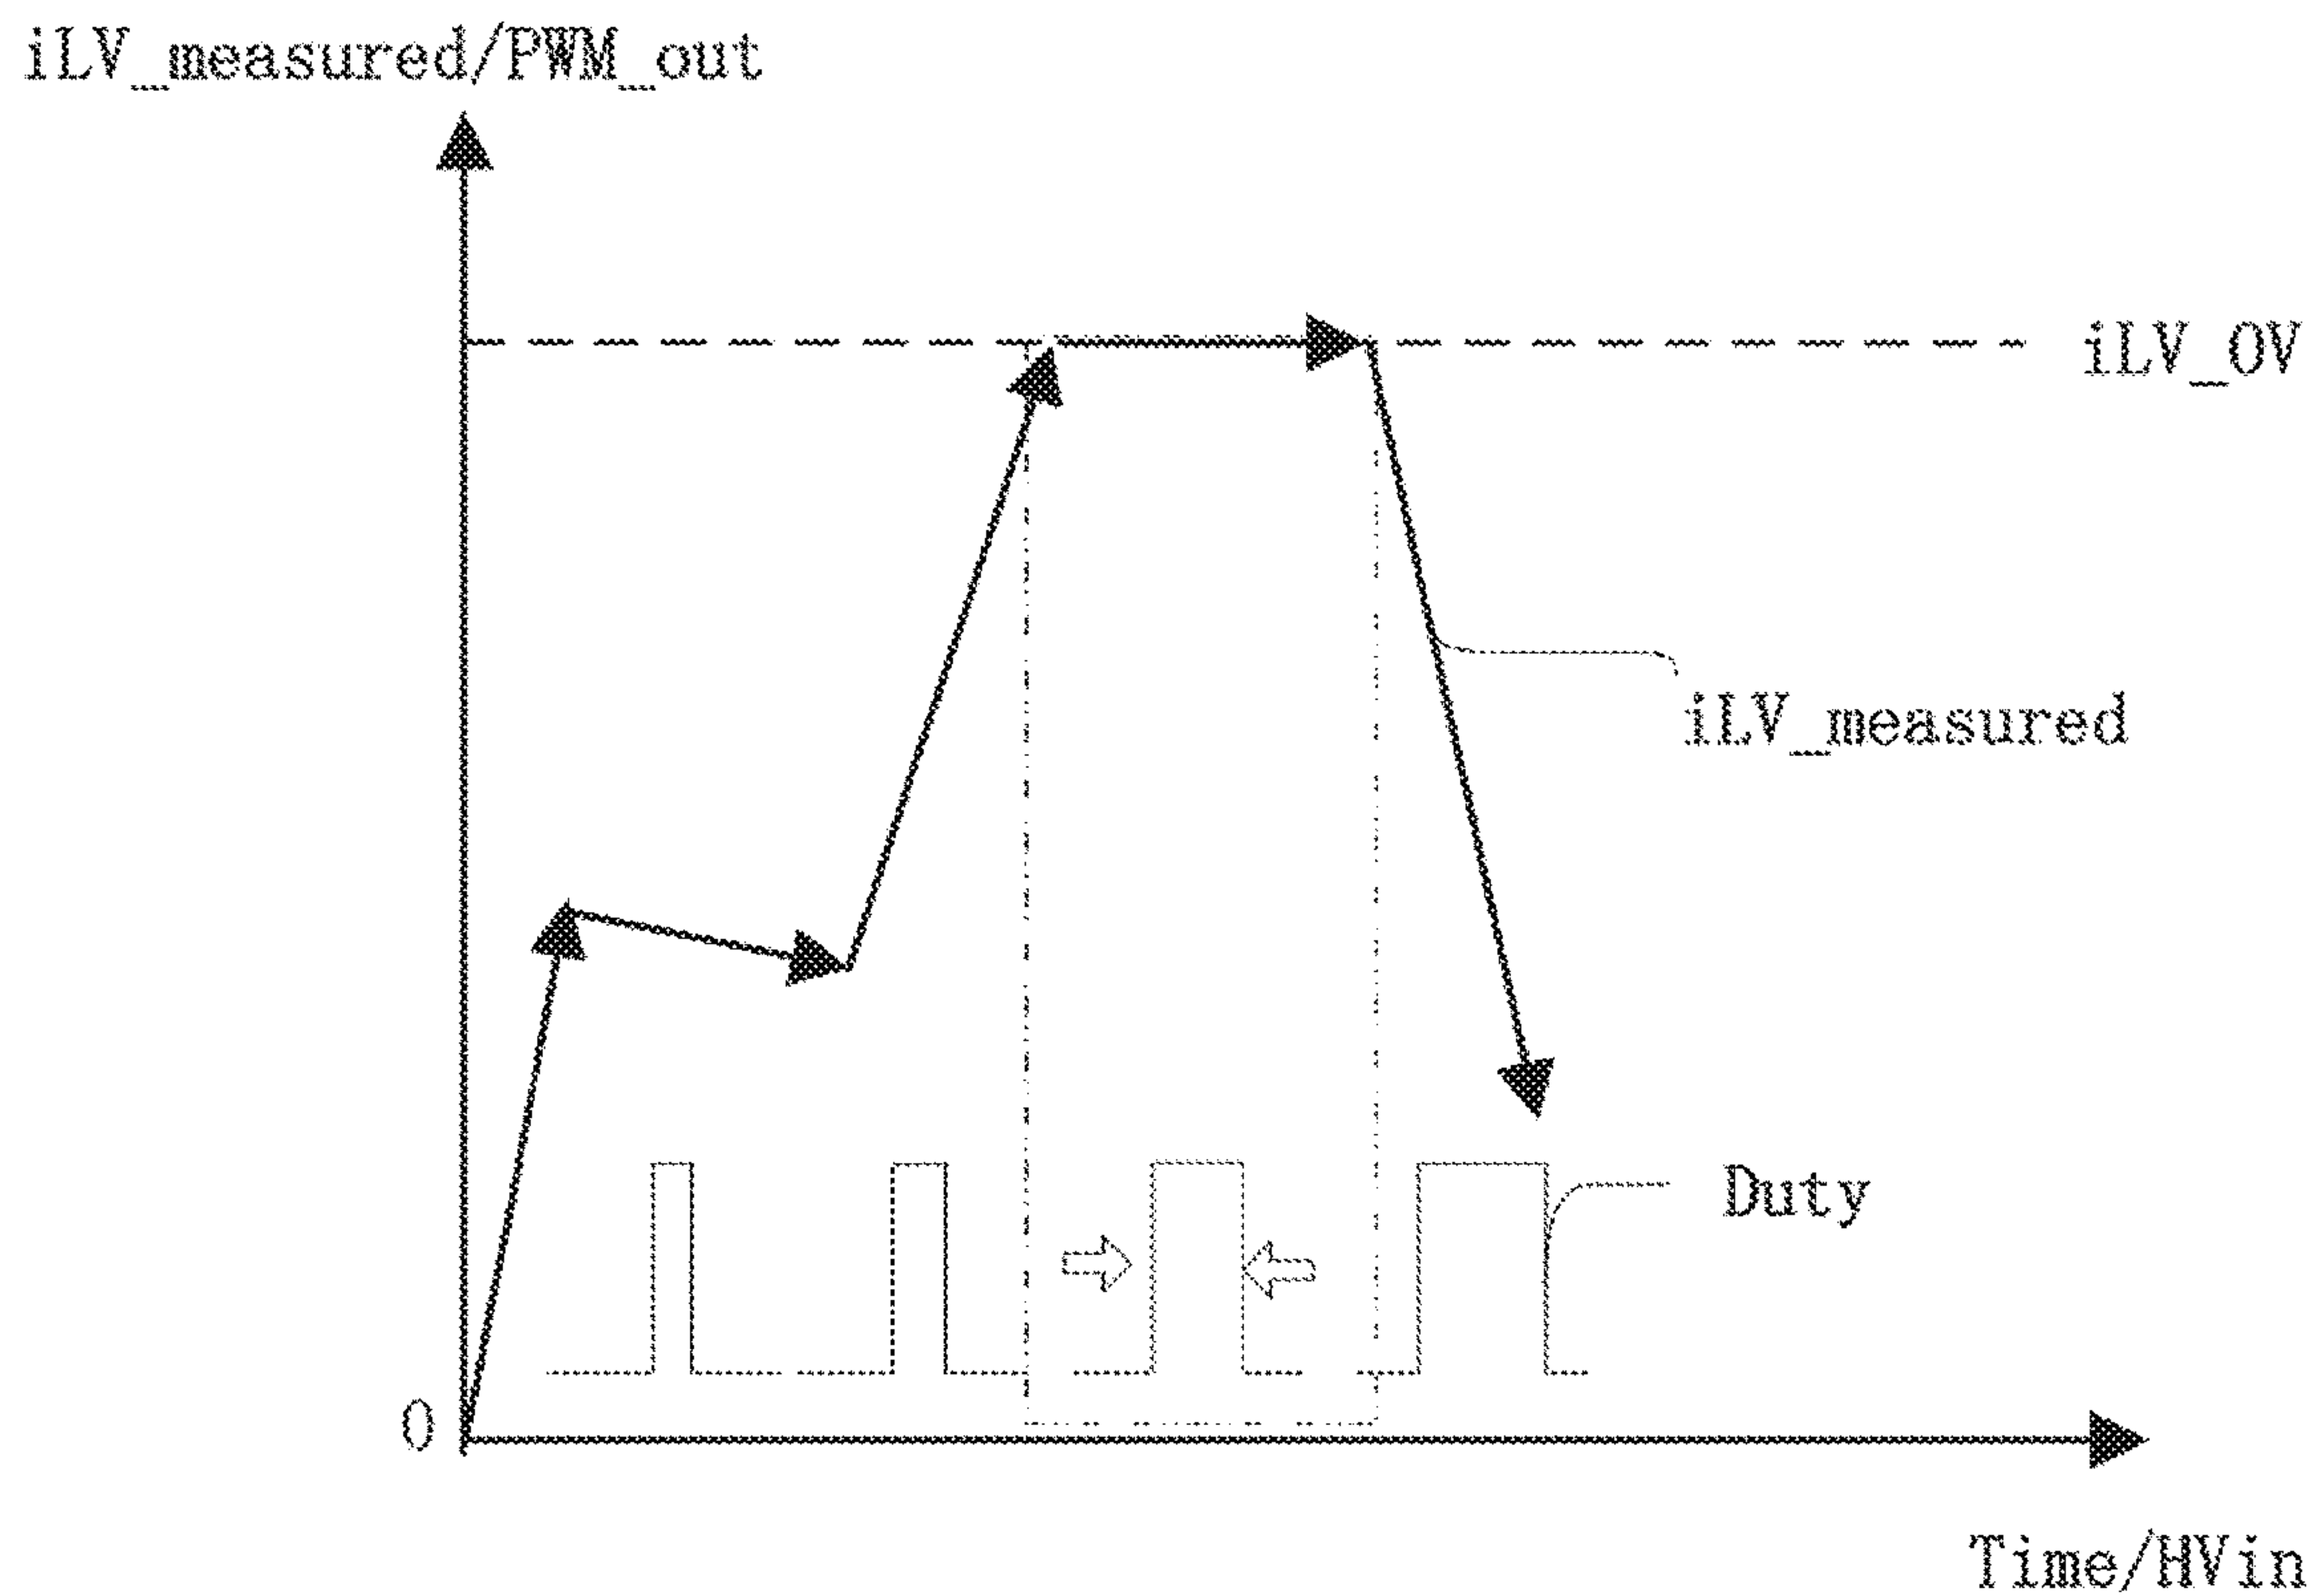 iLV_measured/PWM_out
iLV_OV
iLV_measured
Duty
0
Time/HVin